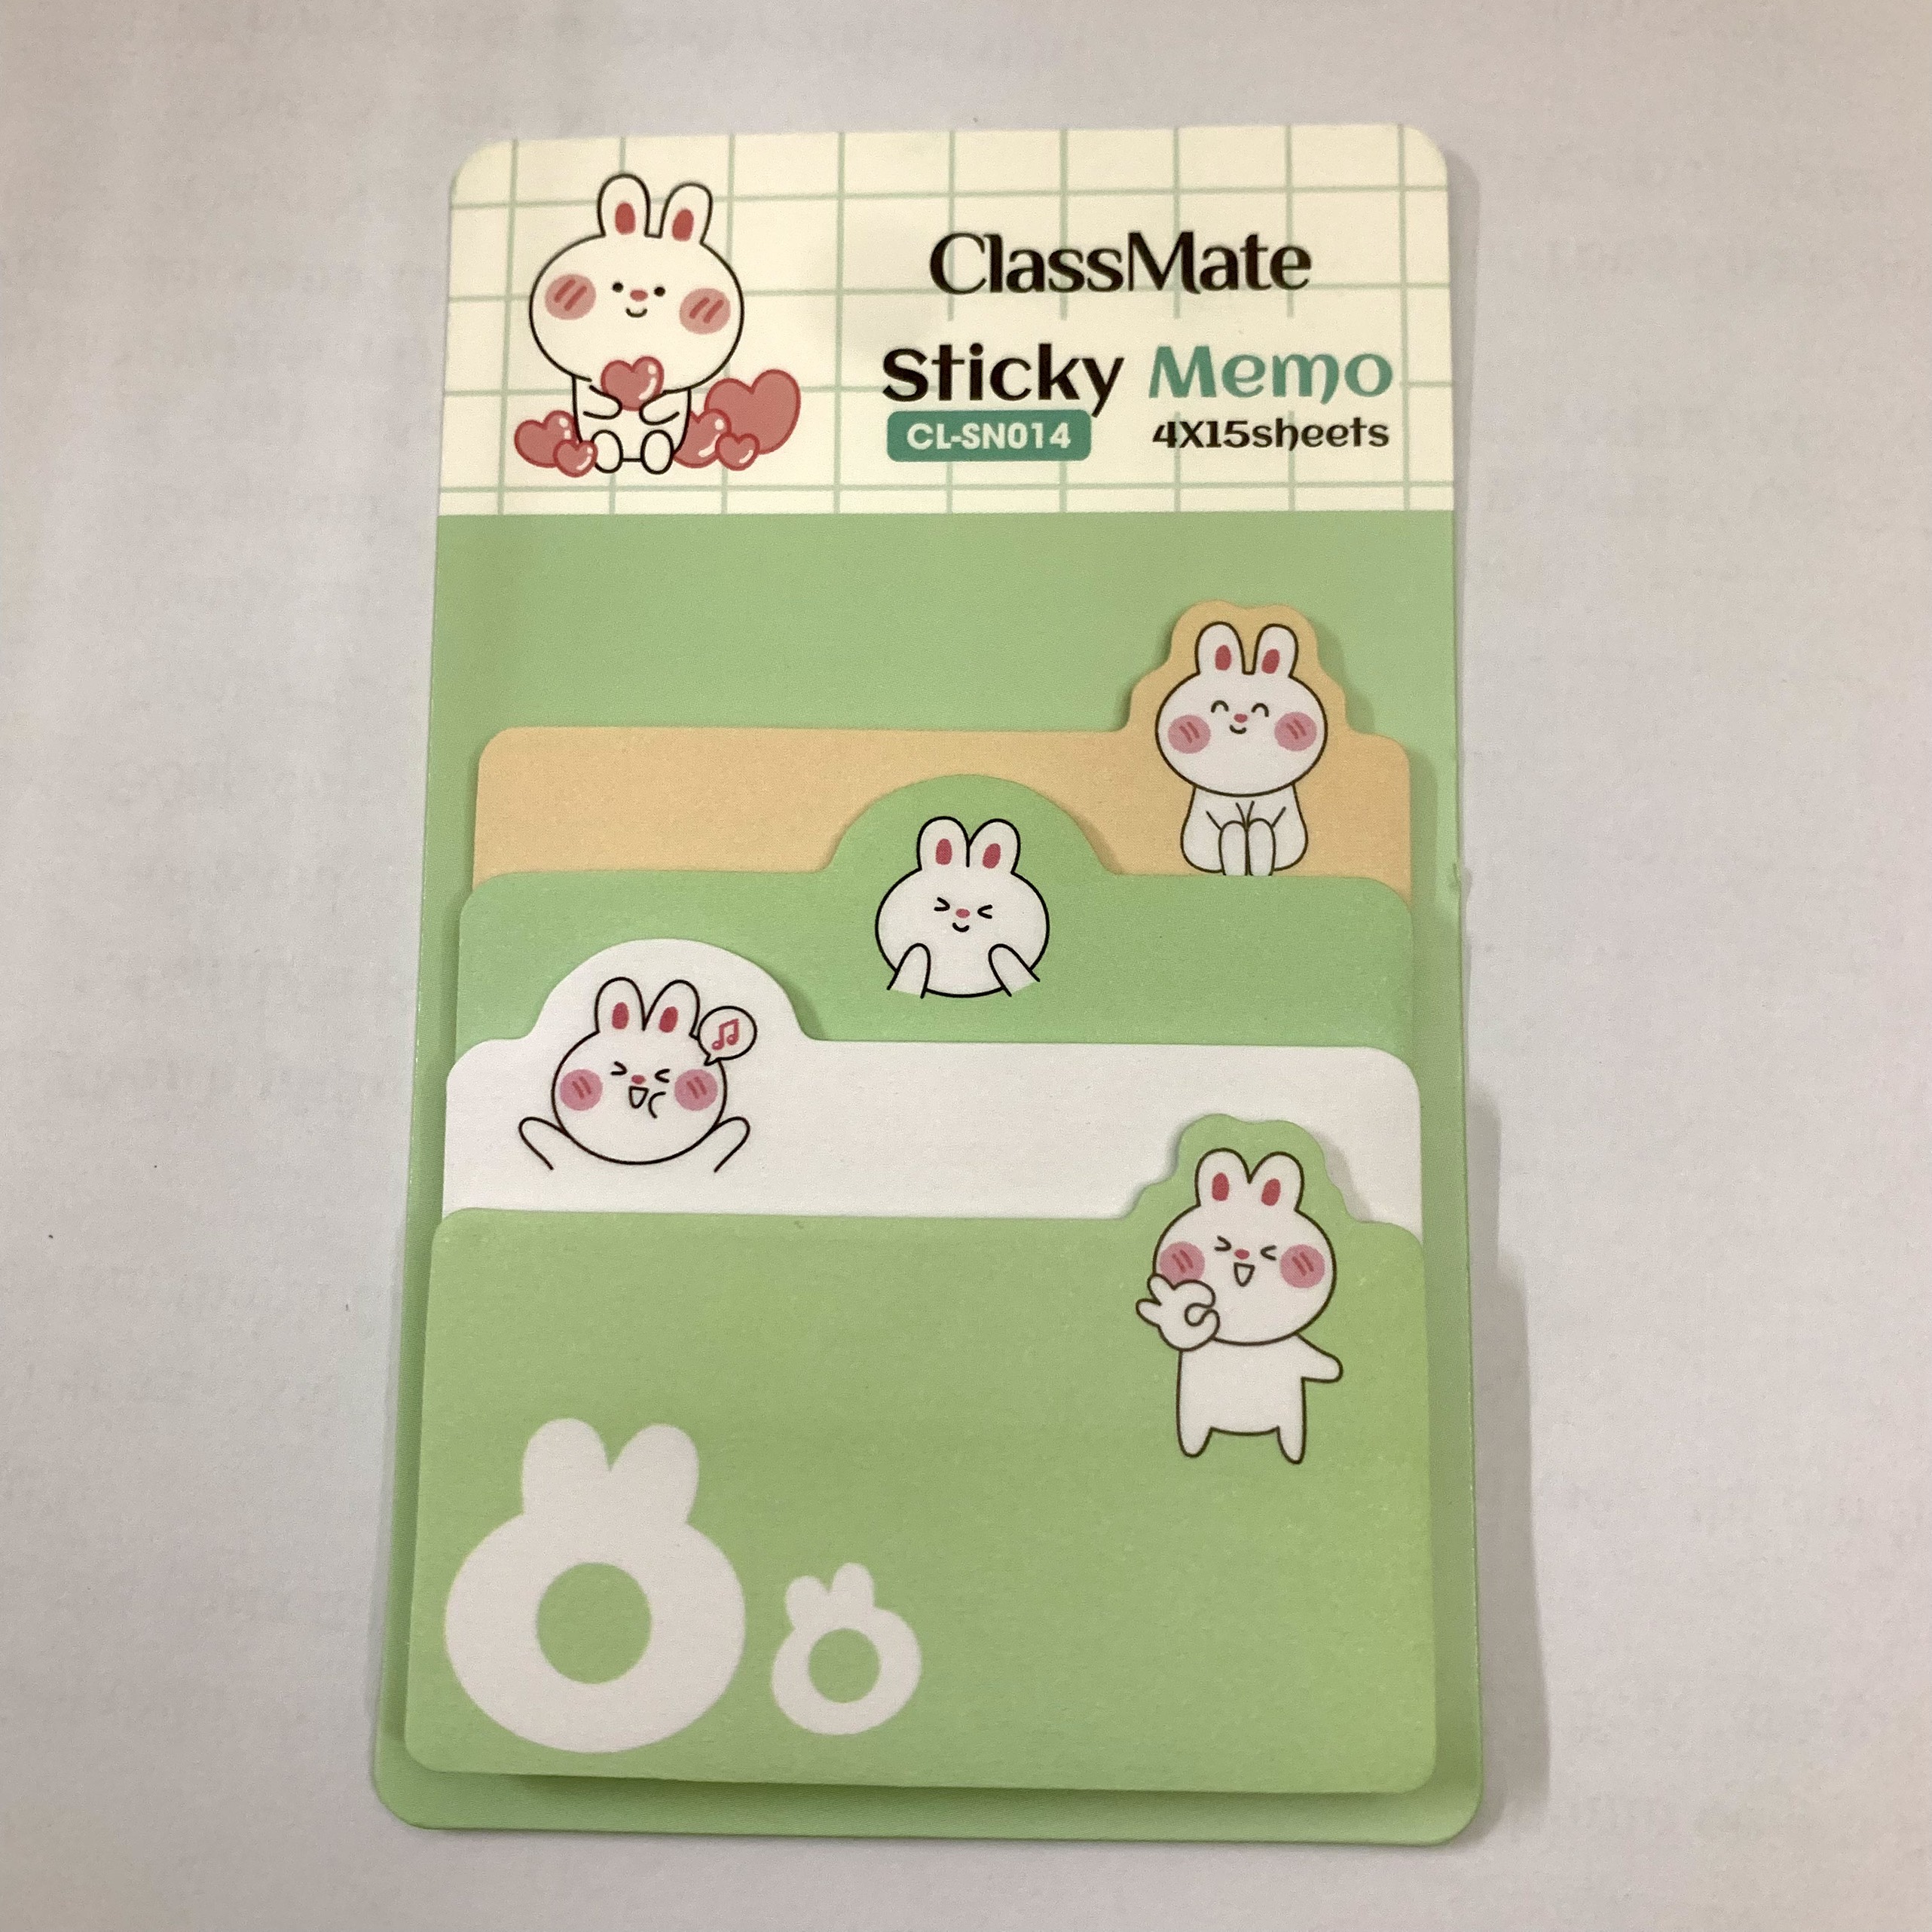 ClassMate
Sticky Memo
CL-SN014 4X15sheets